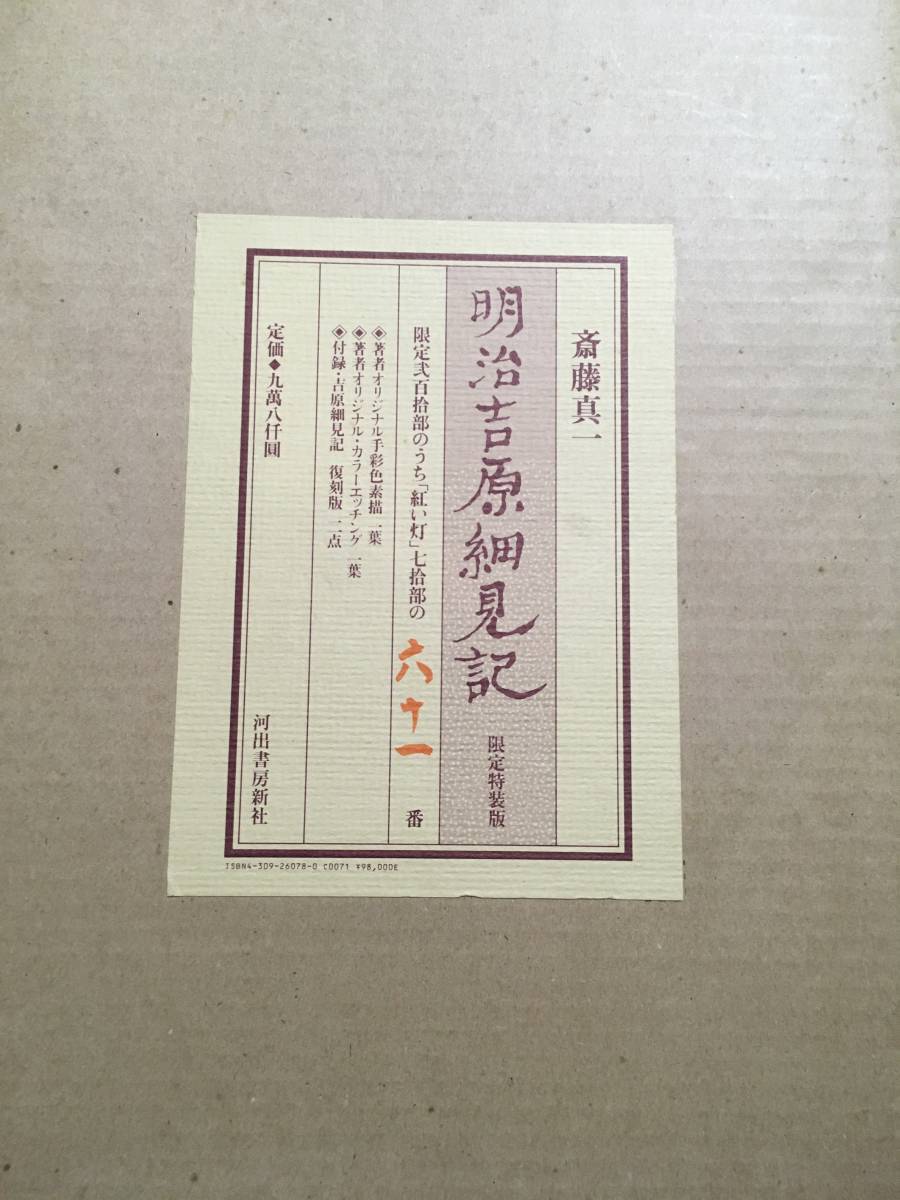 斎藤真一
明治吉原細見記
限定特装版
限定弐百拾部のうち「紅い灯」七拾部の
六十一
番
◈著者オリジナル手彩色素描 一葉
◈著者オリジナル・カラーエッチング 一葉
◈付録・吉原細見記 復刻版 二点
定価◆九萬八仟圓
河出書房新社
ISBN4-309-26078-0 C0071 ¥98,000E